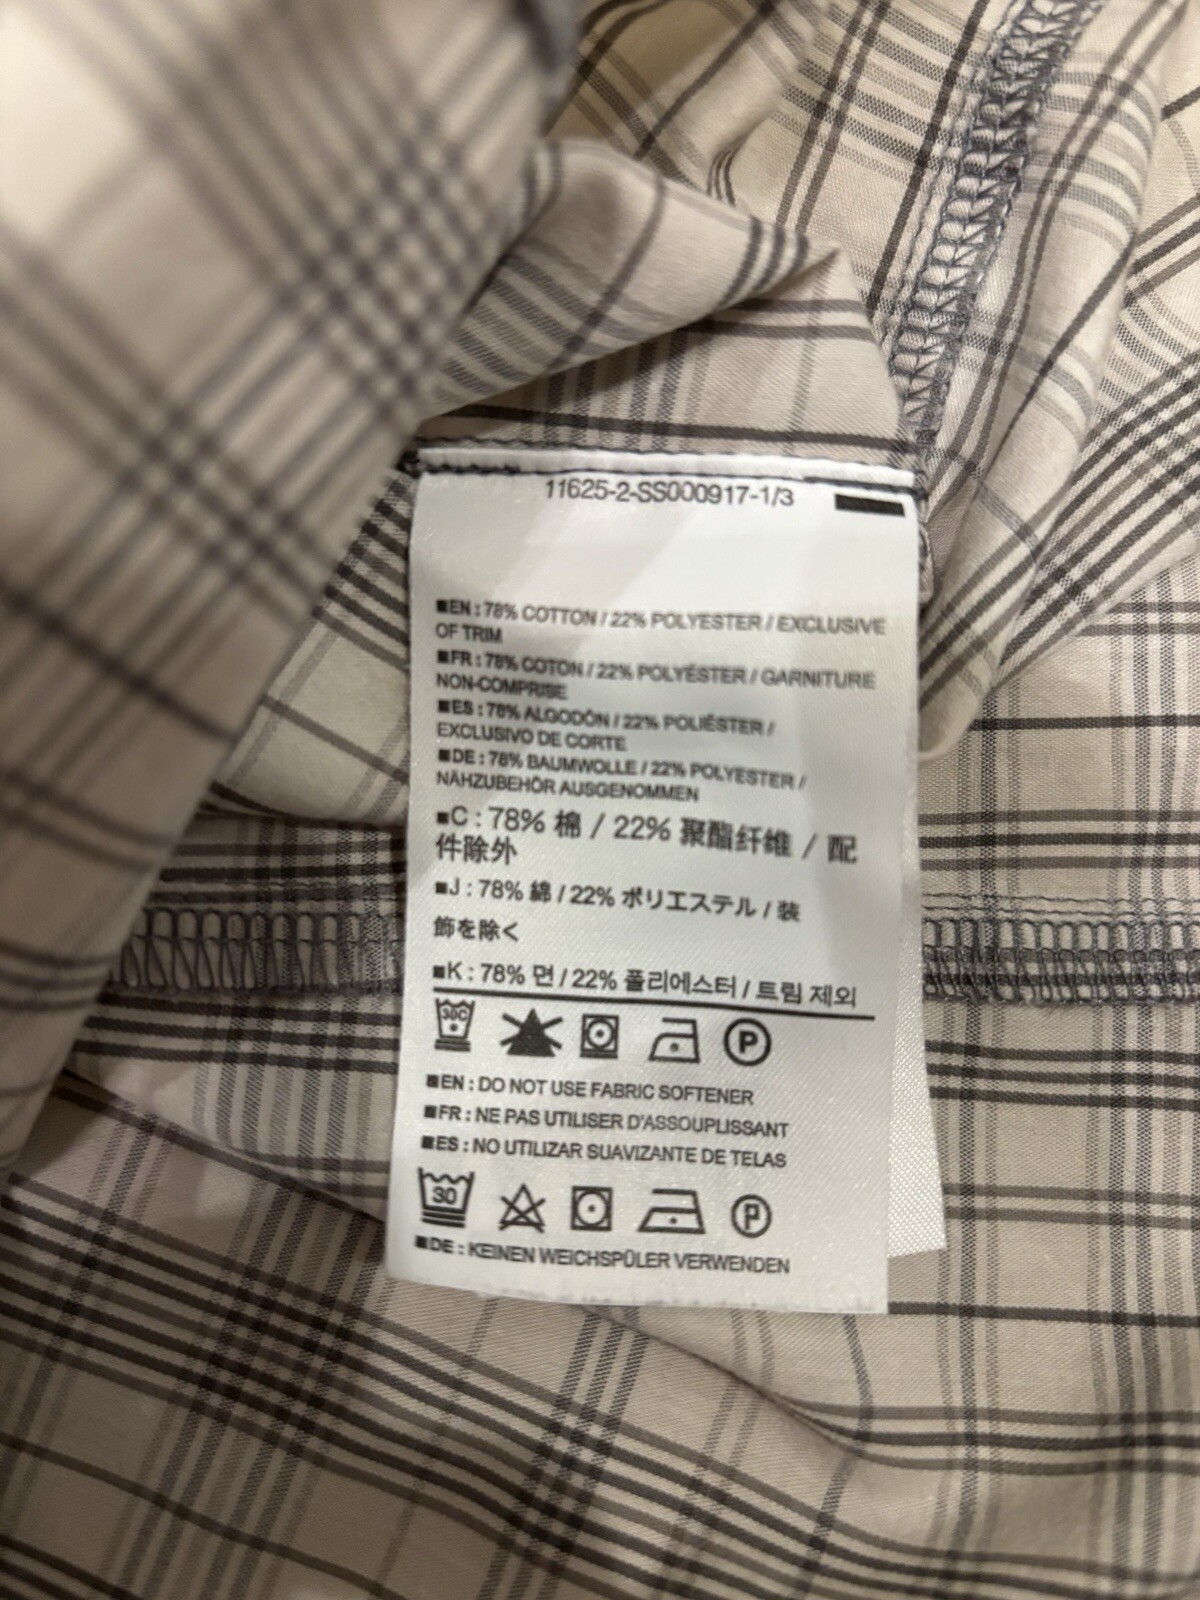 11625-2-SS000917-1/3
■EN : 78% COTTON / 22% POLYESTER / EXCLUSIVE
OF TRIM
■FR : 78% COTON / 22% POLYÉSTER / GARNITURE
NON-COMPRISE
■ES : 78% ALGODÓN / 22% POLIÉSTER /
EXCLUSIVO DE CORTE
■DE : 78% BAUMWOLLE / 22% POLYESTER /
NÄHZUBEHÖR AUSGENOMMEN
■C : 78% 棉 / 22% 聚酯纤维 / 配
件除外
■J : 78% 綿 / 22% ポリエステル / 装
飾を除く
■K : 78% 면 / 22% 폴리에스터 / 트림 제외
30C P
■EN : DO NOT USE FABRIC SOFTENER
■FR : NE PAS UTILISER D'ASSOUPLISSANT
■ES : NO UTILIZAR SUAVIZANTE DE TELAS
30 P
■DE : KEINEN WEICHSPÜLER VERWENDEN